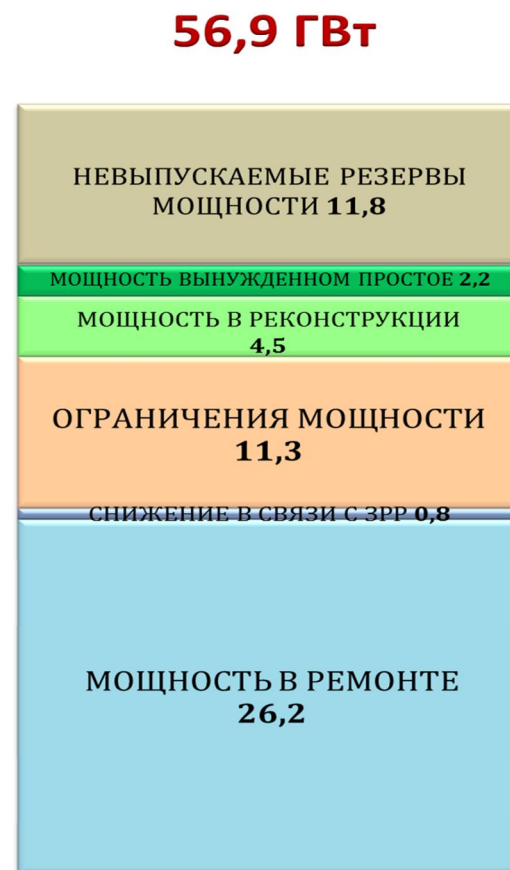 56,9 ГВт
НЕВЫПУСКАЕМЫЕ РЕЗЕРВЫ
МОЩНОСТИ 11,8
МОЩНОСТЬ ВЫНУЖДЕННОМ ПРОСТОЕ 2,2
МОЩНОСТЬ В РЕКОНСТРУКЦИИ
4,5
ОГРАНИЧЕНИЯ МОЩНОСТИ
11,3
СНИЖЕНИЕ В СВЯЗИ С ЗРР 0,8
МОЩНОСТЬ В РЕМОНТЕ
26,2